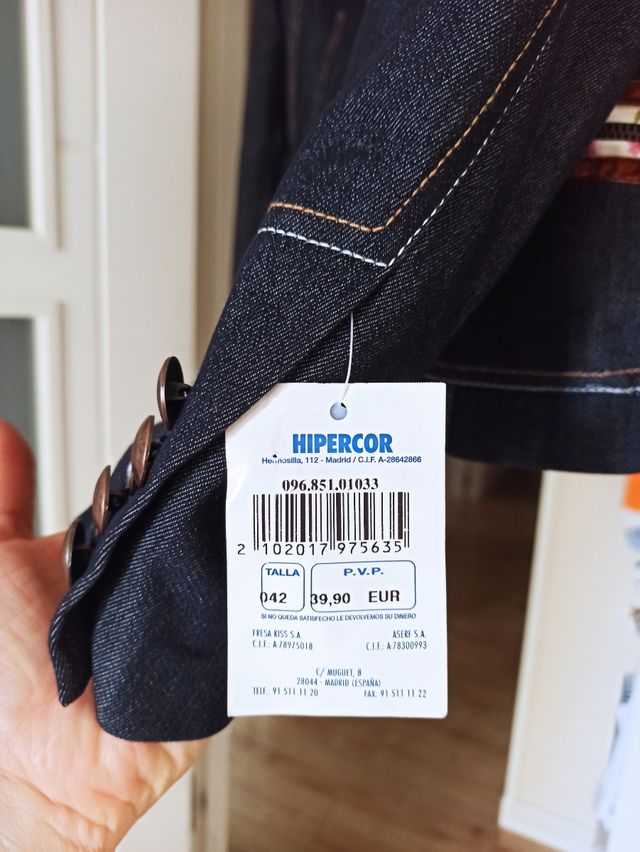 HIPERCOR
Hermosilla, 112 - Madrid / C.I.F. A-28642866
096.851.01033
2 102017 975635
TALLA P.V.P.
042 39,90 EUR
SI NO QUEDA SATISFECHO LE DEVOLVEMOS SU DINERO
FRESA KISS S.A. ASERF S.A.
C.I.F.: A-78975018 C.I.F.: A-78300993
C/ MUGUET, 8
28044 - MADRID (ESPAÑA)
TELF.: 91 511 11 20 FAX: 91 511 11 22